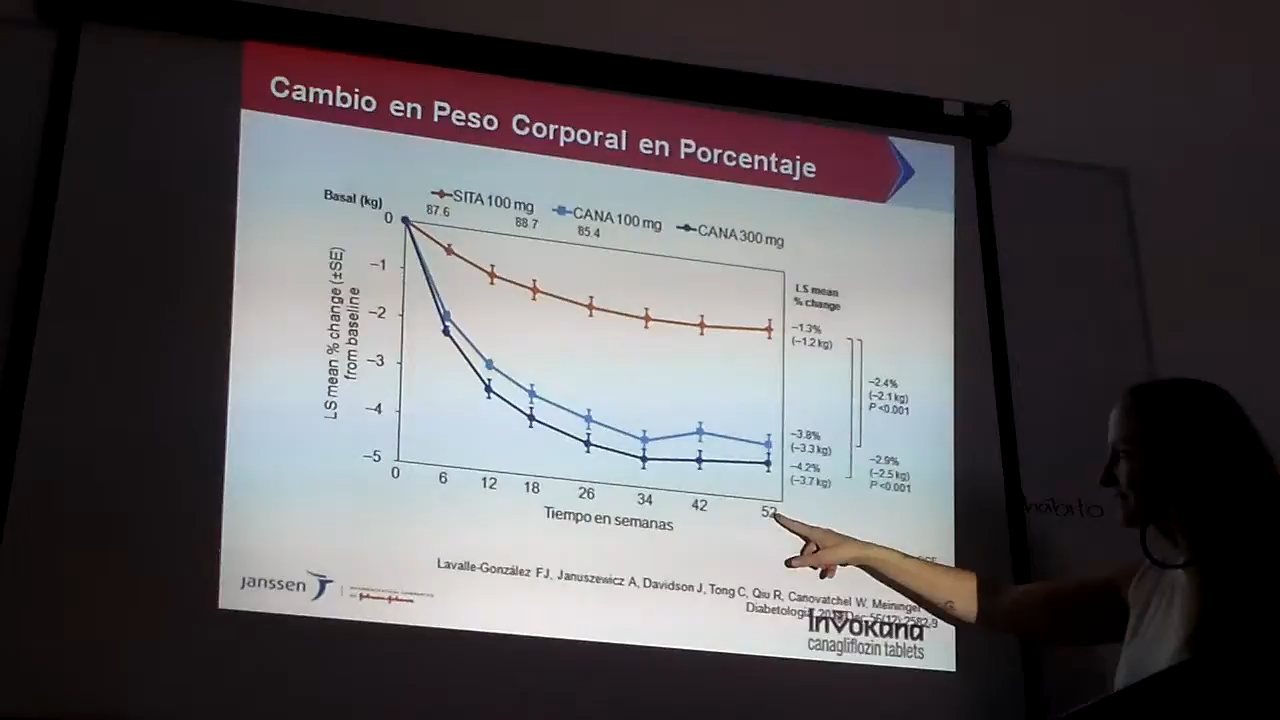 Cambio en Peso Corporal en Porcentaje
Basal (kg)
SITA 100 mg
CANA 100 mg
CANA 300 mg
87.6
88.7
85.4
LS mean % change (±SE)
from baseline
0
–1
–2
–3
–4
–5
0
6
12
18
26
34
42
52
Tiempo en semanas
LS mean
% change
–1.3%
(–1.2 kg)
–3.8%
(–3.3 kg)
–4.2%
(–3.7 kg)
–2.4%
(–2.1 kg)
P <0.001
–2.9%
(–2.5 kg)
P <0.001
Lavalle-González FJ, Januszewicz A, Davidson J, Tong C, Qiu R, Canovatchel W,
Diabetologia
janssen
Johnson-Johnson
Invokana
canagliflozin tablets
hábito